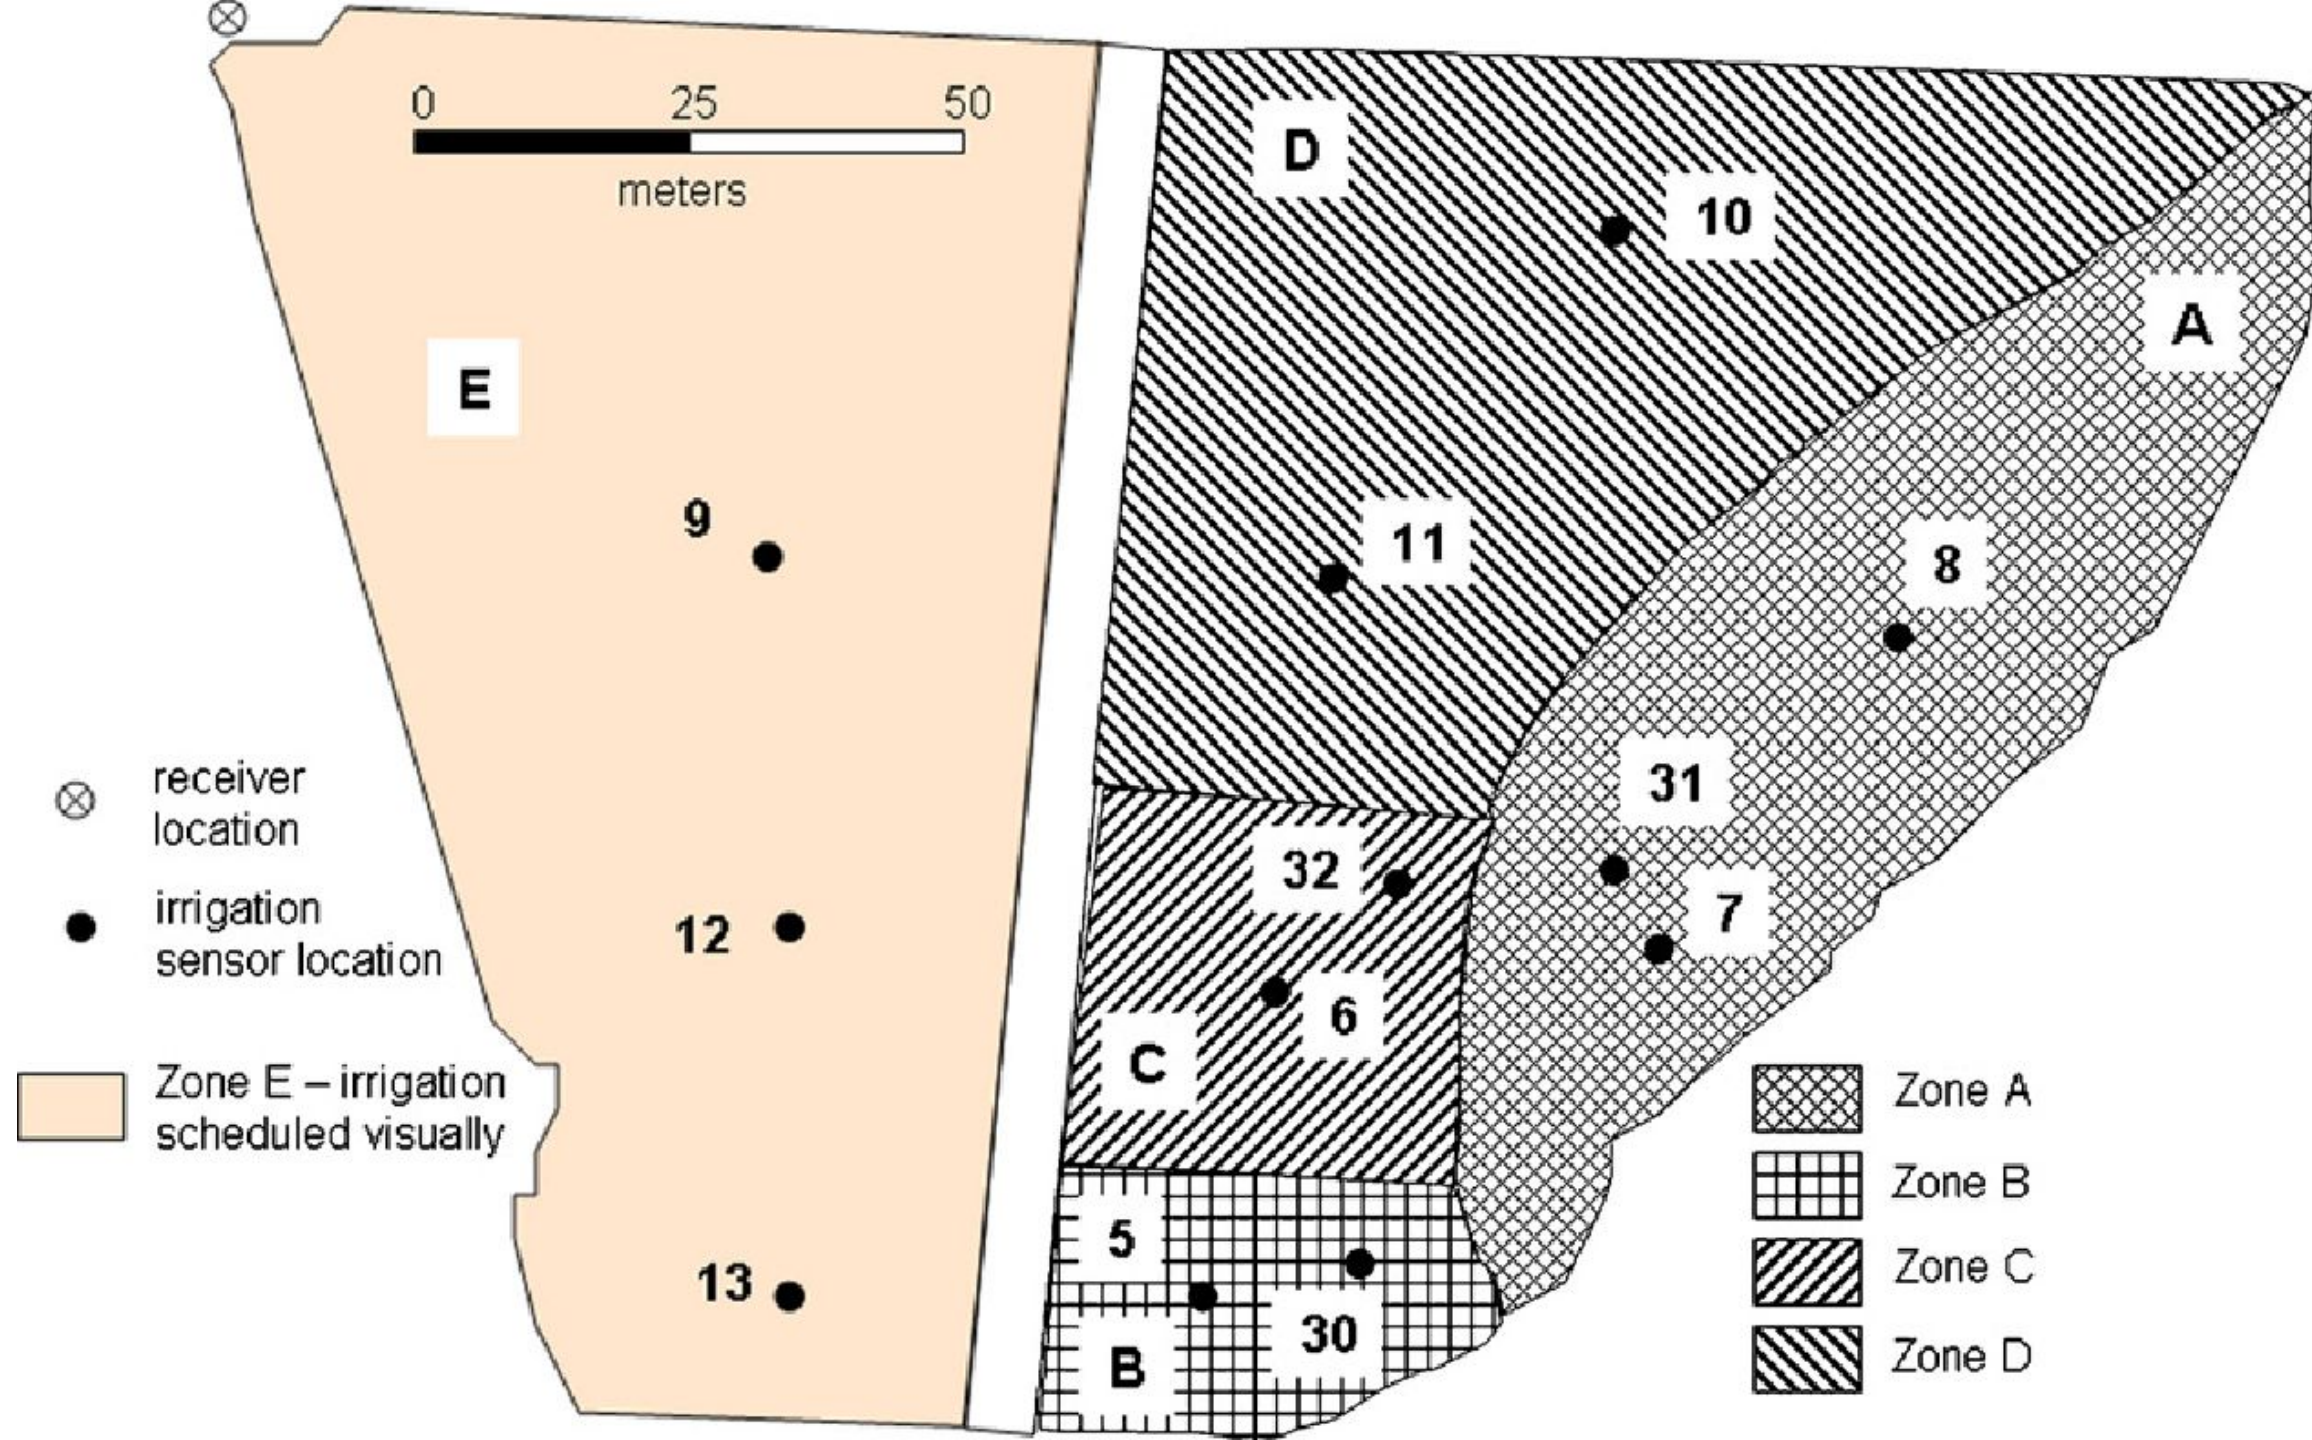 0 25 50
meters
D
10
A
E
9
11
8
31
32
7
12
6
C
5
13
30
B
receiver
location
irrigation
sensor location
Zone E – irrigation
scheduled visually
Zone A
Zone B
Zone C
Zone D